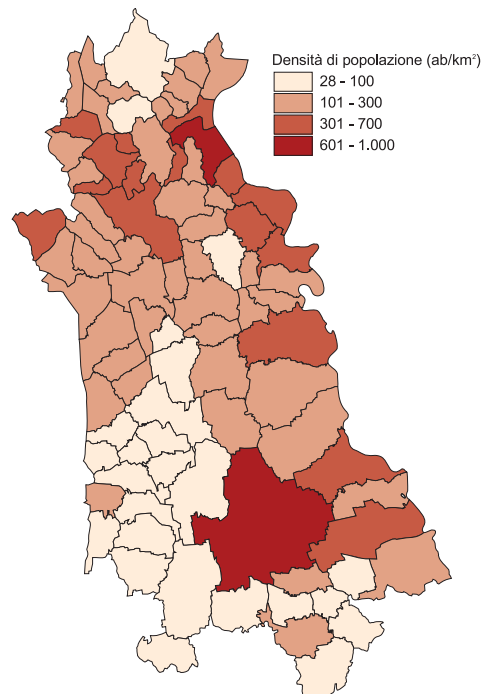 Densità di popolazione (ab/km²)
28 - 100
101 - 300
301 - 700
601 - 1.000